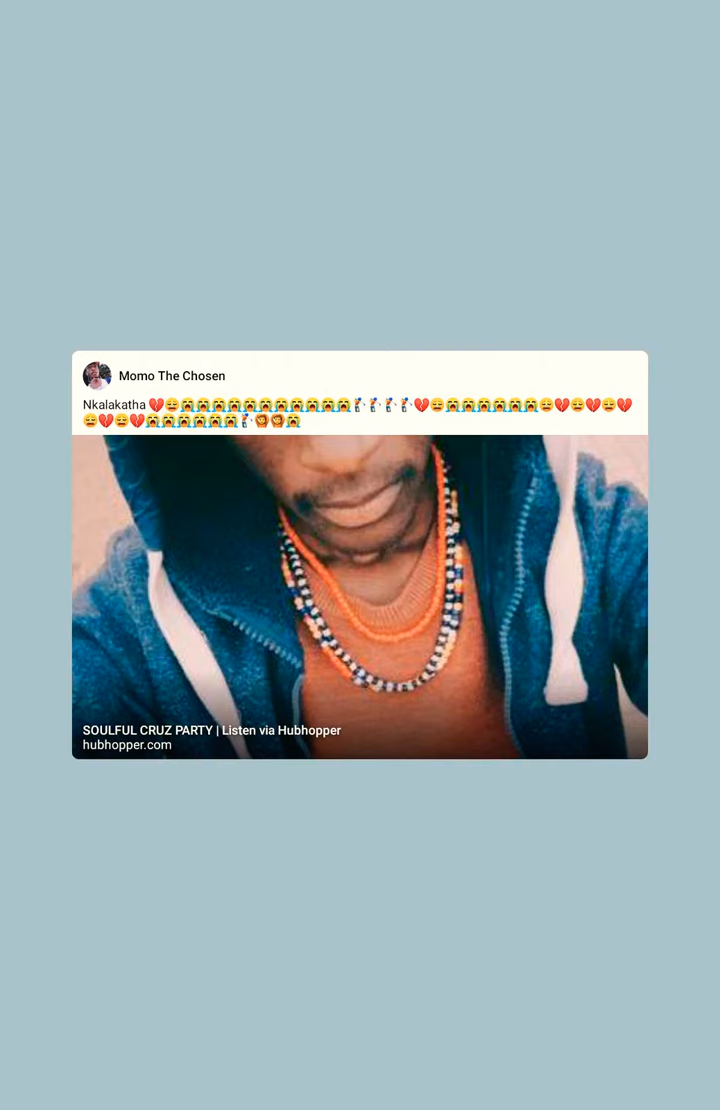 Momo The Chosen
Nkalakatha 💔😩😭😭😭😭😭😭😭😭😭😭😭💃💃💃💃💔😩😭😭😭😭😭😭😩💔😩💔😩💔
😩💔😩💔😭😭😭😭😭😭💃🙆🙆😭
SOULFUL CRUZ PARTY | Listen via Hubhopper
hubhopper.com